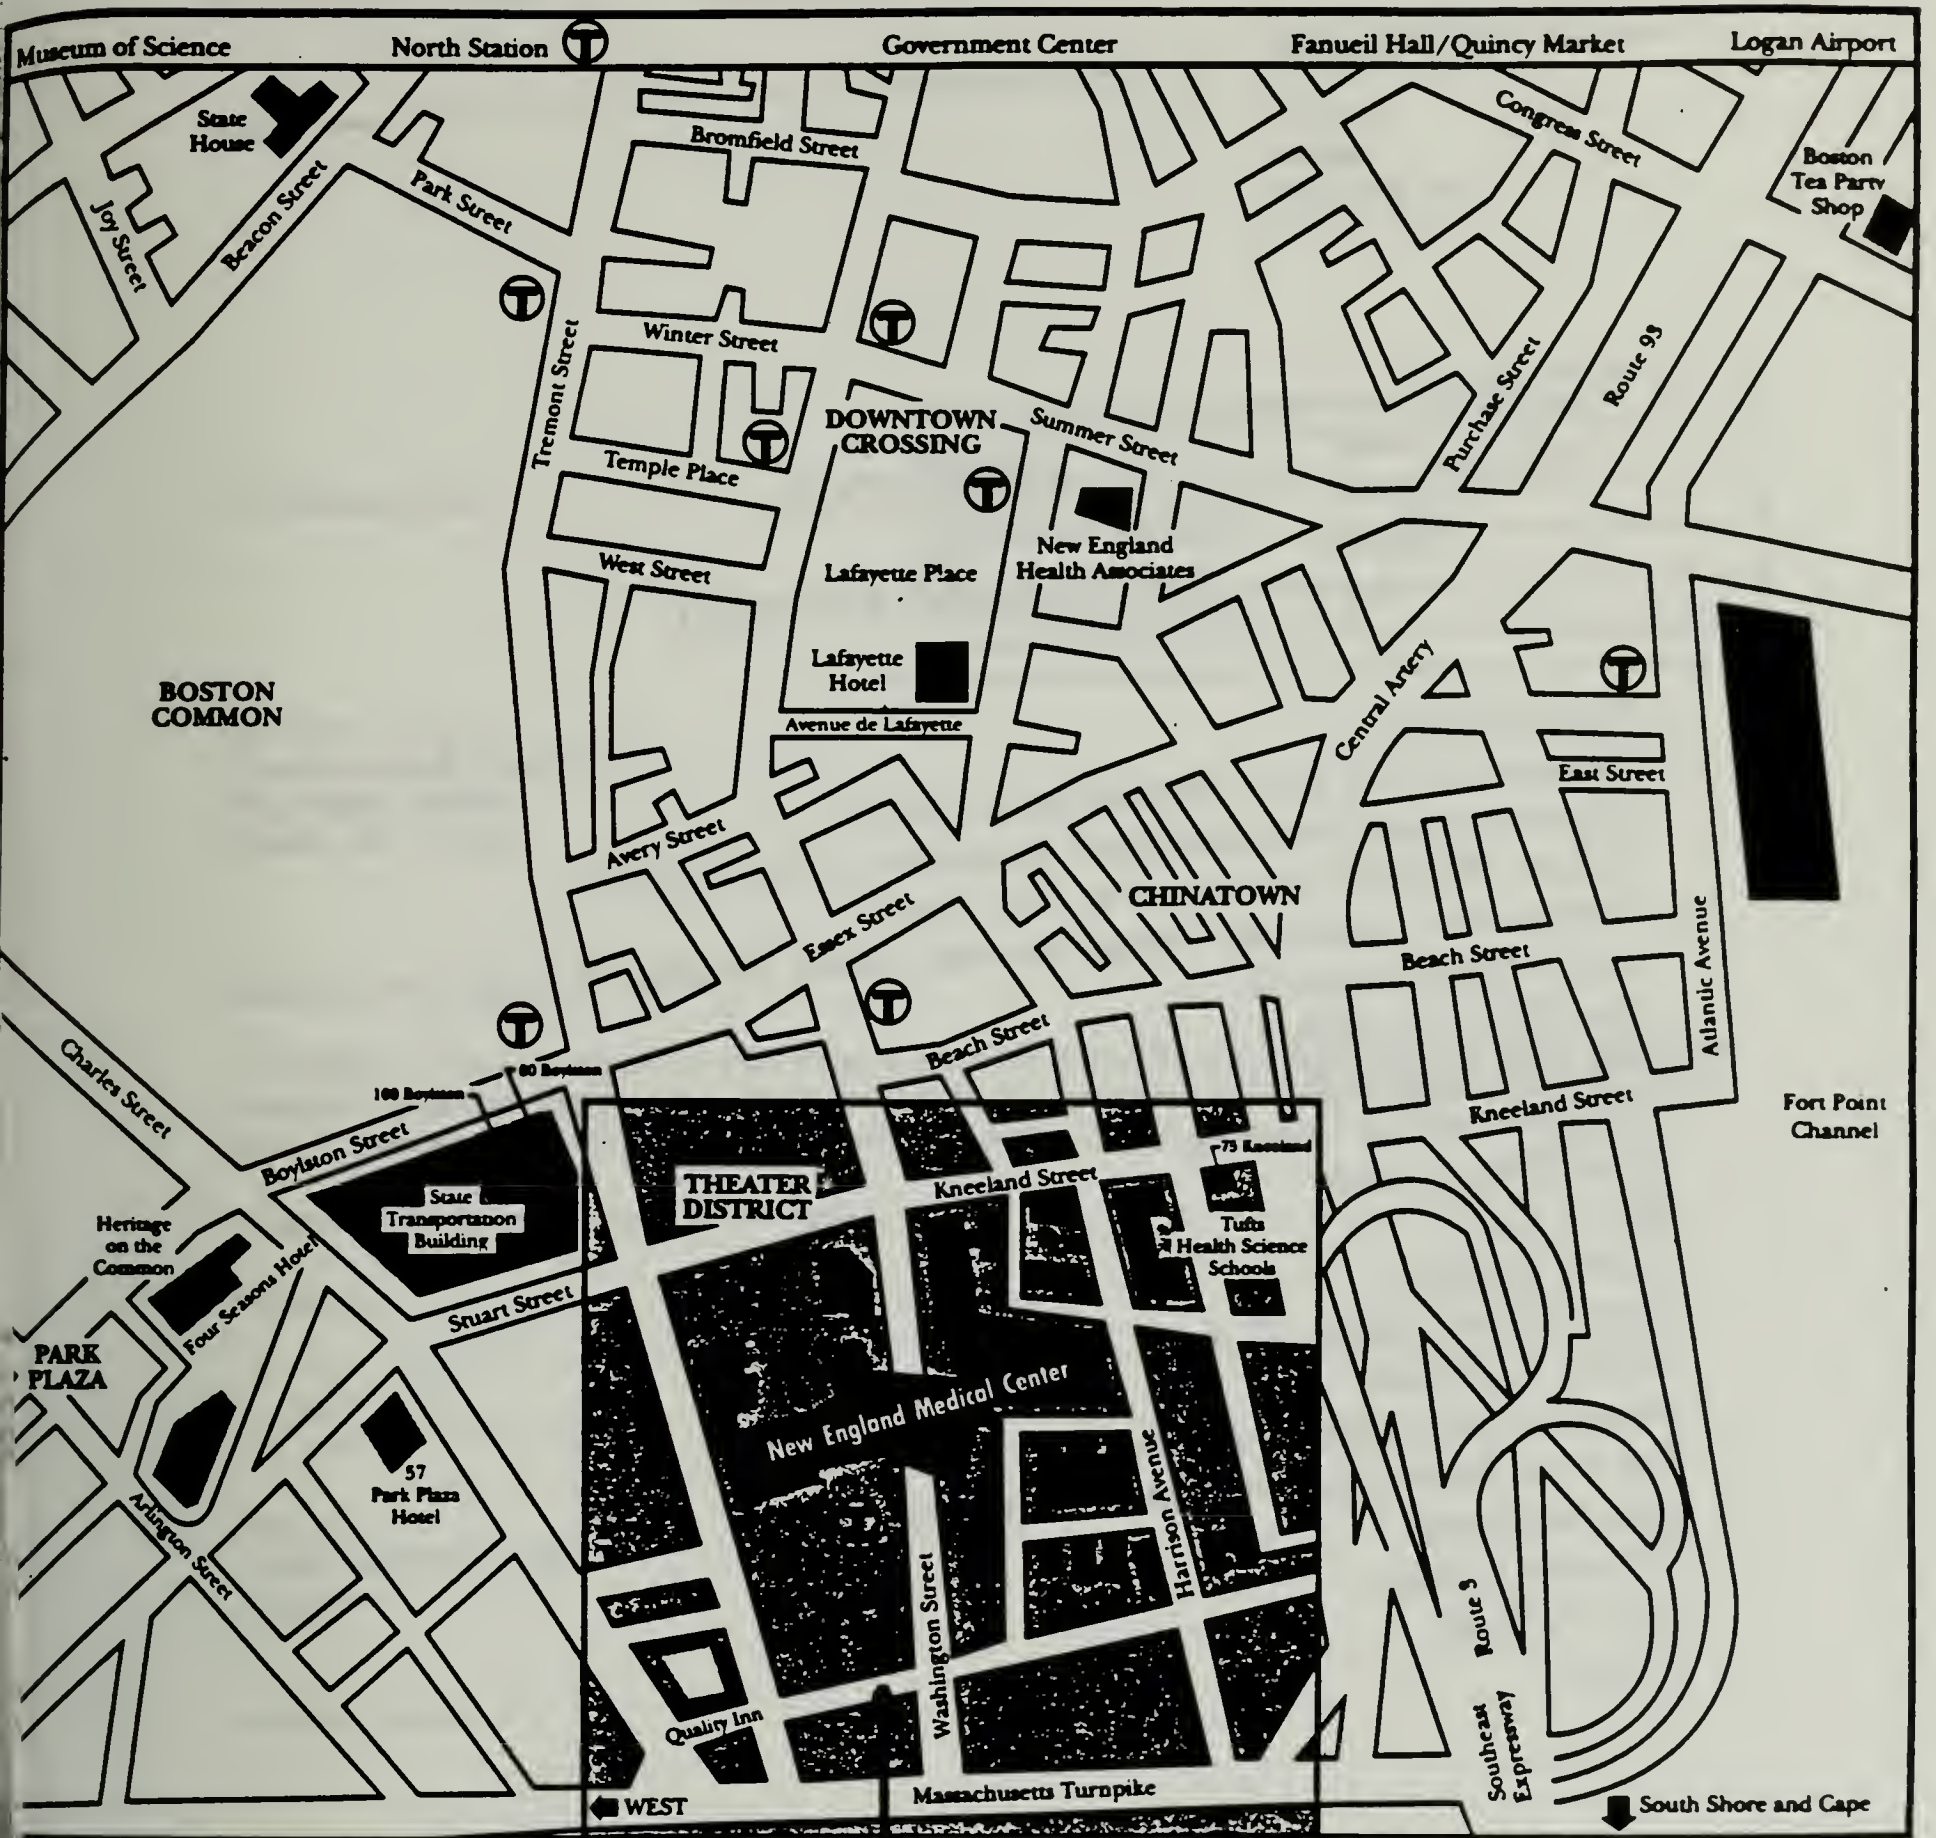 Museum of Science
North Station
T
Government Center
Fanueil Hall/Quincy Market
Logan Airport
State
House
Bromfield Street
Congress Street
Boston
Tea Party
Shop
Joy Street
Beacon Street
Park Street
T
T
Winter Street
Tremont Street
Purchase Street
Route 93
DOWNTOWN
CROSSING
Summer Street
T
Temple Place
T
New England
Health Associates
West Street
Lafayette Place
Lafayette
Hotel
T
BOSTON
COMMON
Avenue de Lafayette
Central Artery
East Street
Avery Street
CHINATOWN
Essex Street
Beach Street
Atlantic Avenue
T
T
Beach Street
Charles Street
80 Boylston
100 Boylston
Kneeland Street
Fort Point
Channel
Boylston Street
75 Kneeland
THEATER
DISTRICT
Kneeland Street
State
Transportation
Building
Heritage
on the
Common
Tufts
Health Science
Schools
Four Seasons Hotel
Stuart Street
PARK
PLAZA
New England Medical Center
57
Park Plaza
Hotel
Harrison Avenue
Arlington Street
Washington Street
Route 3
Quality Inn
Southeast
Expressway
Massachusetts Turnpike
WEST
South Shore and Cape